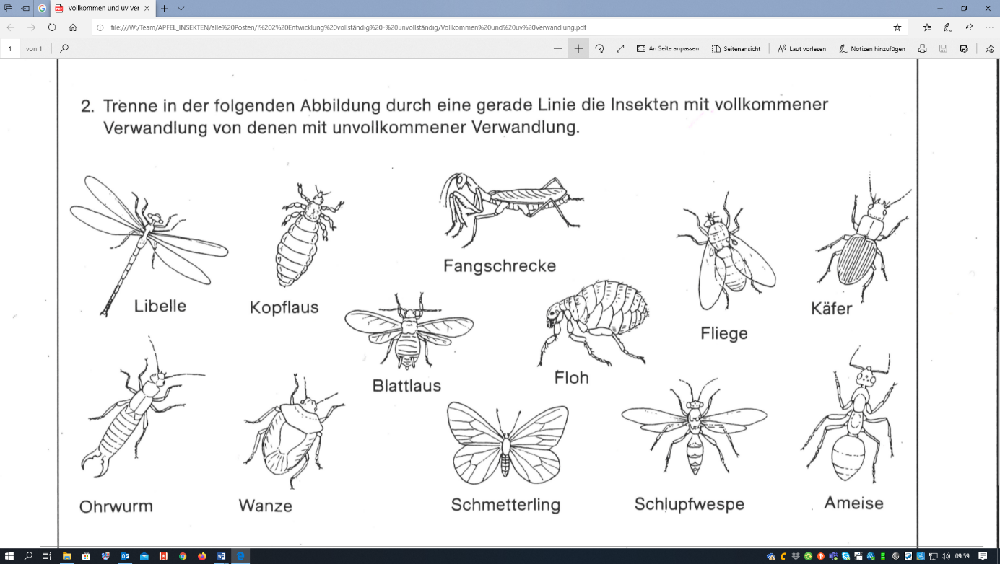 Vollkommen und uv Ver
file:///W:/Team/APFEL_INSEKTEN/alle%20Posten/I%202%20Entwicklung%20vollständig%20-%20unvollständig/Vollkommen%20und%20uv%20Verwandlung.pdf
1 von 1 An Seite anpassen Seitenansicht Laut vorlesen Notizen hinzufügen
2. Trenne in der folgenden Abbildung durch eine gerade Linie die Insekten mit vollkommener
Verwandlung von denen mit unvollkommener Verwandlung.
Libelle
Kopflaus
Fangschrecke
Fliege
Käfer
Blattlaus
Floh
Ohrwurm
Wanze
Schmetterling
Schlupfwespe
Ameise
09:59